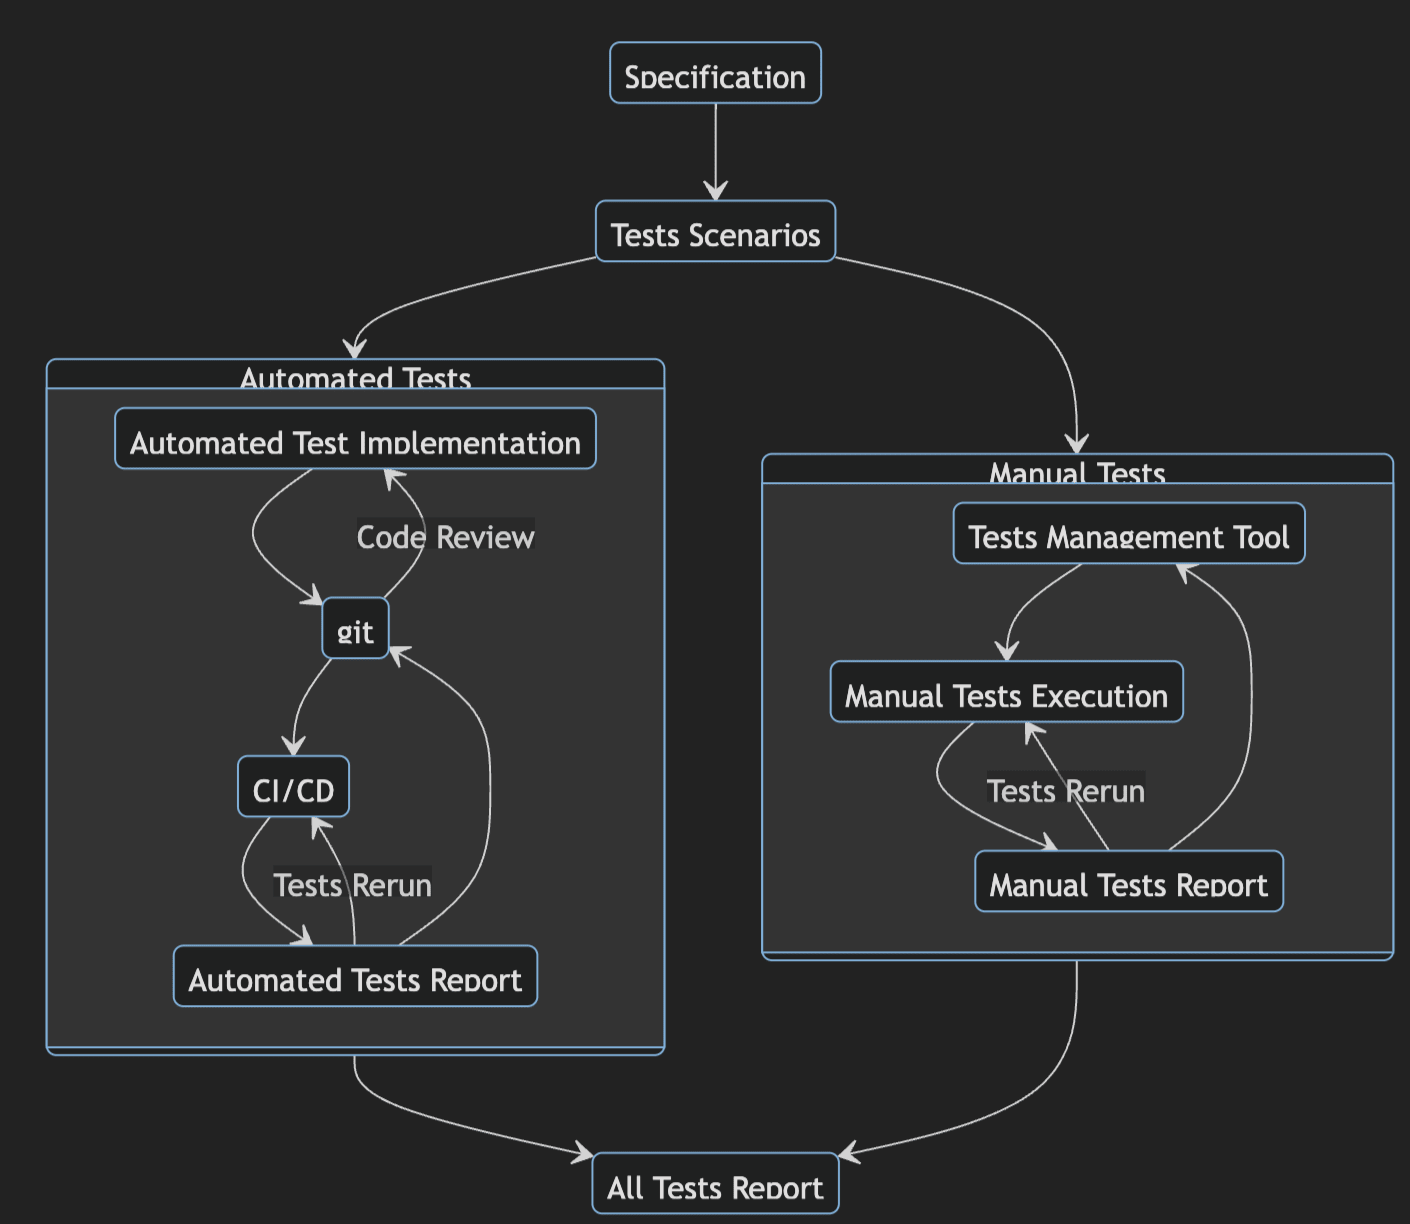 Specification
Tests Scenarios
Automated Tests
Automated Test Implementation
Code Review
git
CI/CD
Tests Rerun
Automated Tests Report
Manual Tests
Tests Management Tool
Manual Tests Execution
Tests Rerun
Manual Tests Report
All Tests Report